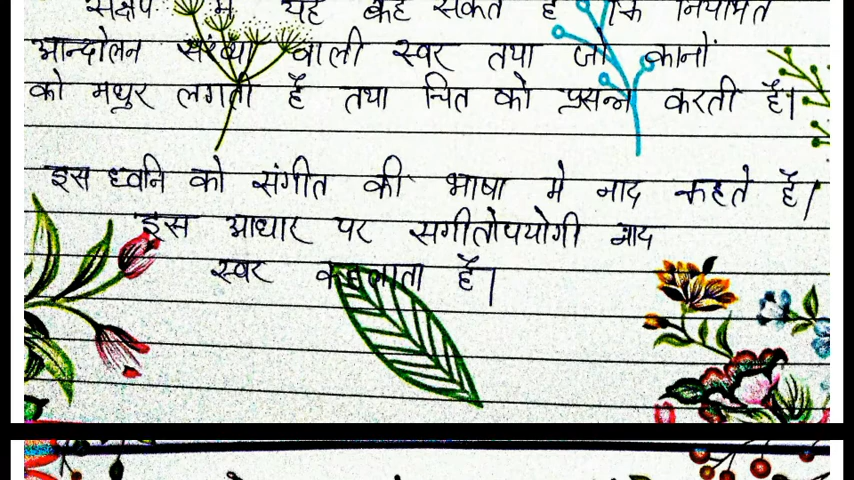 संक्षेप में यह कह सकते हैं कि नियमित
आन्दोलन संख्या वाली स्वर तथा जो कानों
को मधुर लगती है तथा चित को प्रसन्न करती है।
इस ध्वनि को संगीत की भाषा मे नाद कहते है।
इस आधार पर सगीतोपयोगी नाद
स्वर कहलाता है।